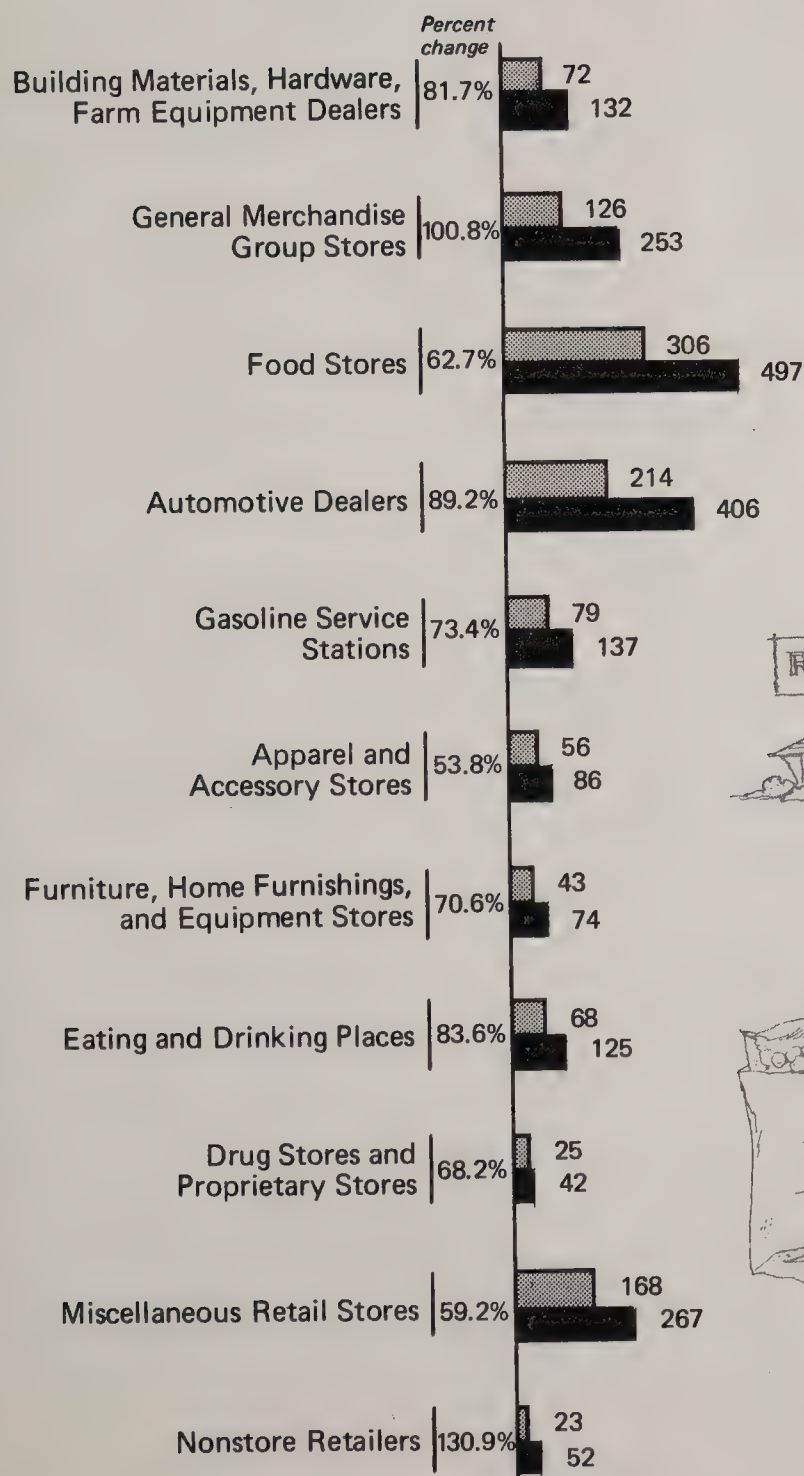 Percent
change
Building Materials, Hardware,
Farm Equipment Dealers
81.7%
72
132
General Merchandise
Group Stores
100.8%
126
253
Food Stores
62.7%
306
497
Automotive Dealers
89.2%
214
406
Gasoline Service
Stations
73.4%
79
137
Apparel and
Accessory Stores
53.8%
56
86
Furniture, Home Furnishings,
and Equipment Stores
70.6%
43
74
Eating and Drinking Places
83.6%
68
125
Drug Stores and
Proprietary Stores
68.2%
25
42
Miscellaneous Retail Stores
59.2%
168
267
Nonstore Retailers
130.9%
23
52